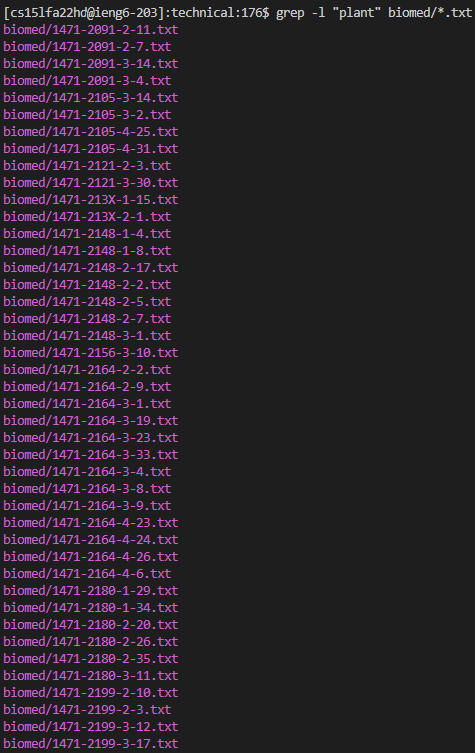 [cs15lfa22hd@ieng6-203]:technical:176$ grep -l "plant" biomed/*.txt
biomed/1471-2091-2-11.txt
biomed/1471-2091-2-7.txt
biomed/1471-2091-3-14.txt
biomed/1471-2091-3-4.txt
biomed/1471-2105-3-14.txt
biomed/1471-2105-3-2.txt
biomed/1471-2105-4-25.txt
biomed/1471-2105-4-31.txt
biomed/1471-2121-2-3.txt
biomed/1471-2121-3-30.txt
biomed/1471-213X-1-15.txt
biomed/1471-213X-2-1.txt
biomed/1471-2148-1-4.txt
biomed/1471-2148-1-8.txt
biomed/1471-2148-2-17.txt
biomed/1471-2148-2-2.txt
biomed/1471-2148-2-5.txt
biomed/1471-2148-2-7.txt
biomed/1471-2148-3-1.txt
biomed/1471-2156-3-10.txt
biomed/1471-2164-2-2.txt
biomed/1471-2164-2-9.txt
biomed/1471-2164-3-1.txt
biomed/1471-2164-3-19.txt
biomed/1471-2164-3-23.txt
biomed/1471-2164-3-33.txt
biomed/1471-2164-3-4.txt
biomed/1471-2164-3-8.txt
biomed/1471-2164-3-9.txt
biomed/1471-2164-4-23.txt
biomed/1471-2164-4-24.txt
biomed/1471-2164-4-26.txt
biomed/1471-2164-4-6.txt
biomed/1471-2180-1-29.txt
biomed/1471-2180-1-34.txt
biomed/1471-2180-2-20.txt
biomed/1471-2180-2-26.txt
biomed/1471-2180-2-35.txt
biomed/1471-2180-3-11.txt
biomed/1471-2199-2-10.txt
biomed/1471-2199-2-3.txt
biomed/1471-2199-3-12.txt
biomed/1471-2199-3-17.txt